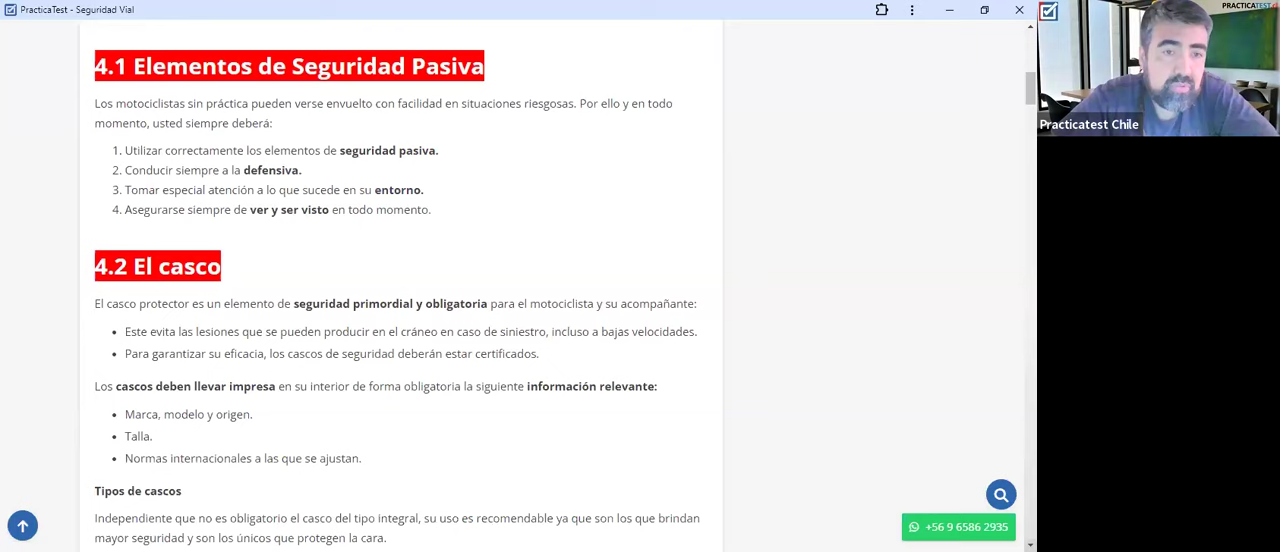 PracticaTest - Seguridad Vial
PRACTICATEST
4.1 Elementos de Seguridad Pasiva
Los motociclistas sin práctica pueden verse envuelto con facilidad en situaciones riesgosas. Por ello y en todo
momento, usted siempre deberá:
1. Utilizar correctamente los elementos de seguridad pasiva.
2. Conducir siempre a la defensiva.
3. Tomar especial atención a lo que sucede en su entorno.
4. Asegurarse siempre de ver y ser visto en todo momento.
Practicatest Chile
4.2 El casco
El casco protector es un elemento de seguridad primordial y obligatoria para el motociclista y su acompañante:
• Este evita las lesiones que se pueden producir en el cráneo en caso de siniestro, incluso a bajas velocidades.
• Para garantizar su eficacia, los cascos de seguridad deberán estar certificados.
Los cascos deben llevar impresa en su interior de forma obligatoria la siguiente información relevante:
• Marca, modelo y origen.
• Talla.
• Normas internacionales a las que se ajustan.
Tipos de cascos
Independiente que no es obligatorio el casco del tipo integral, su uso es recomendable ya que son los que brindan
mayor seguridad y son los únicos que protegen la cara.
+56 9 6586 2935